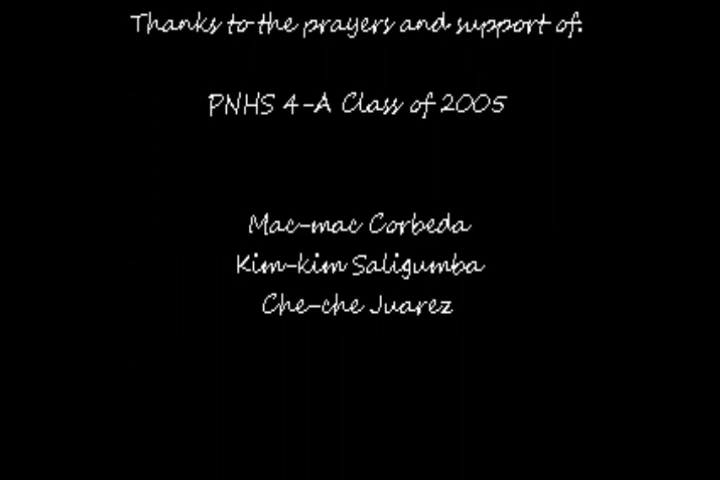 Thanks to the prayers and support of:
PNHS 4-A Class of 2005
Mac-mac Corbeda
Kim-kim Saligumba
Che-che Juarez